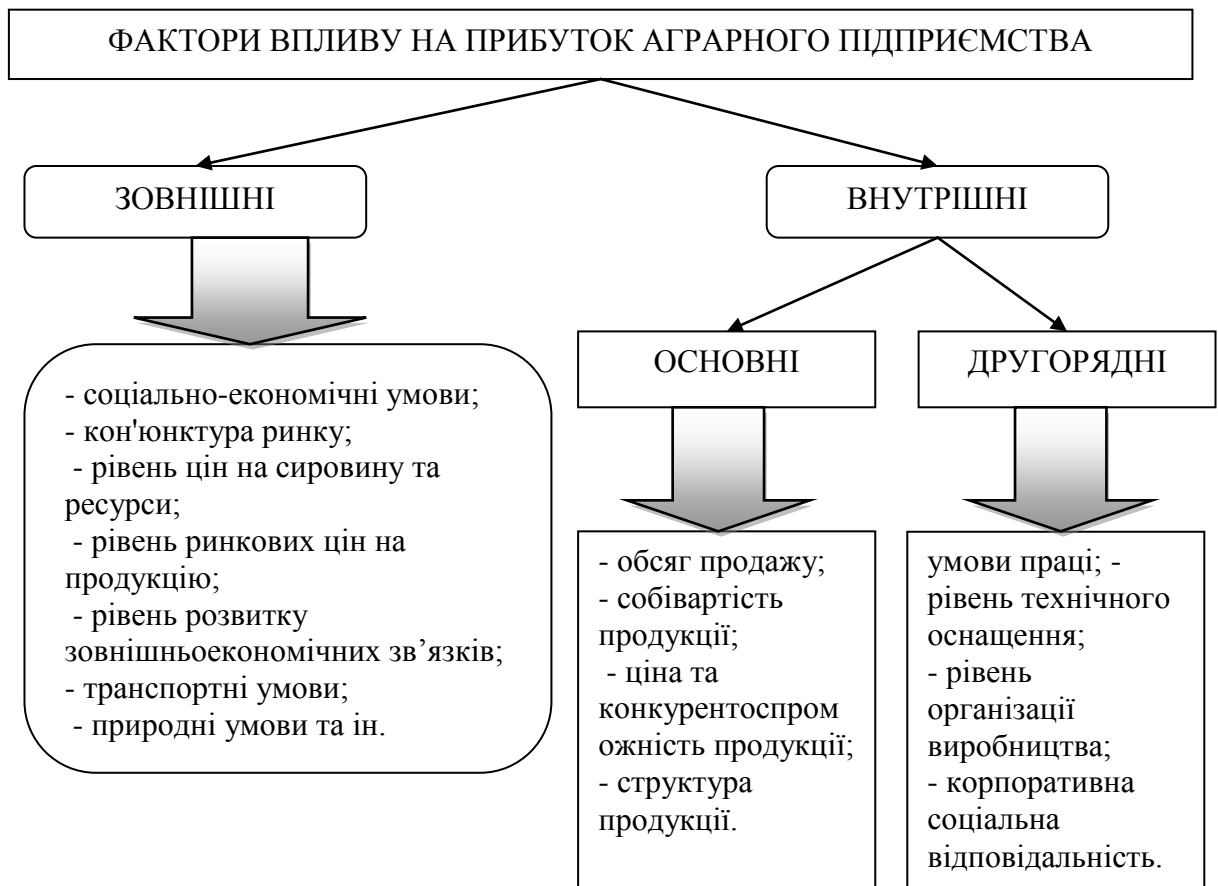 ФАКТОРИ ВПЛИВУ НА ПРИБУТОК АГРАРНОГО ПІДПРИЄМСТВА
ЗОВНІШНІ
ВНУТРІШНІ
ОСНОВНІ
ДРУГОРЯДНІ
- соціально-економічні умови;
- кон'юнктура ринку;
- рівень цін на сировину та
ресурси;
- рівень ринкових цін на
продукцію;
- рівень розвитку
зовнішньоекономічних зв’язків;
- транспортні умови;
- природні умови та ін.
- обсяг продажу;
- собівартість
продукції;
- ціна та
конкурентоспром
ожність продукції;
- структура
продукції.
умови праці; -
рівень технічного
оснащення;
- рівень
організації
виробництва;
- корпоративна
соціальна
відповідальність.